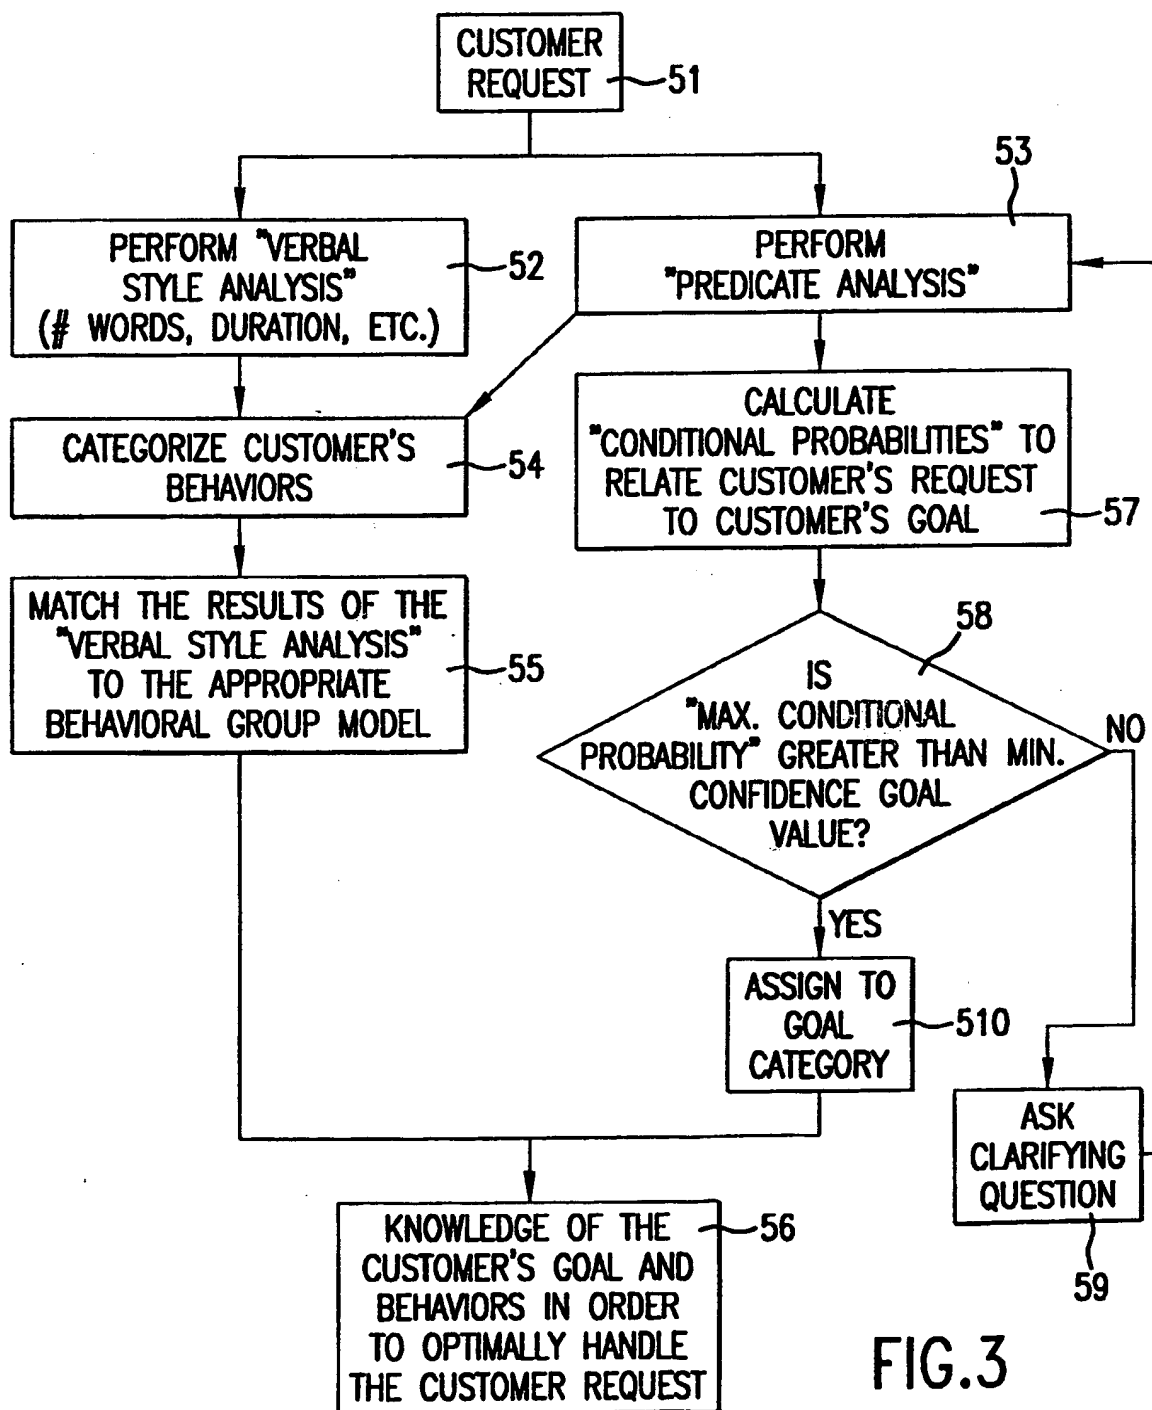 CUSTOMER
REQUEST
51
53
PERFORM "VERBAL
STYLE ANALYSIS"
(# WORDS, DURATION, ETC.)
52
PERFORM
"PREDICATE ANALYSIS"
CATEGORIZE CUSTOMER'S
BEHAVIORS
54
CALCULATE
"CONDITIONAL PROBABILITIES" TO
RELATE CUSTOMER'S REQUEST
TO CUSTOMER'S GOAL
57
MATCH THE RESULTS OF THE
"VERBAL STYLE ANALYSIS"
TO THE APPROPRIATE
BEHAVIORAL GROUP MODEL
55
58
IS
"MAX. CONDITIONAL
PROBABILITY" GREATER THAN MIN.
CONFIDENCE GOAL
VALUE?
NO
YES
ASSIGN TO
GOAL
CATEGORY
510
ASK
CLARIFYING
QUESTION
59
KNOWLEDGE OF THE
CUSTOMER'S GOAL AND
BEHAVIORS IN ORDER
TO OPTIMALLY HANDLE
THE CUSTOMER REQUEST
56
FIG.3